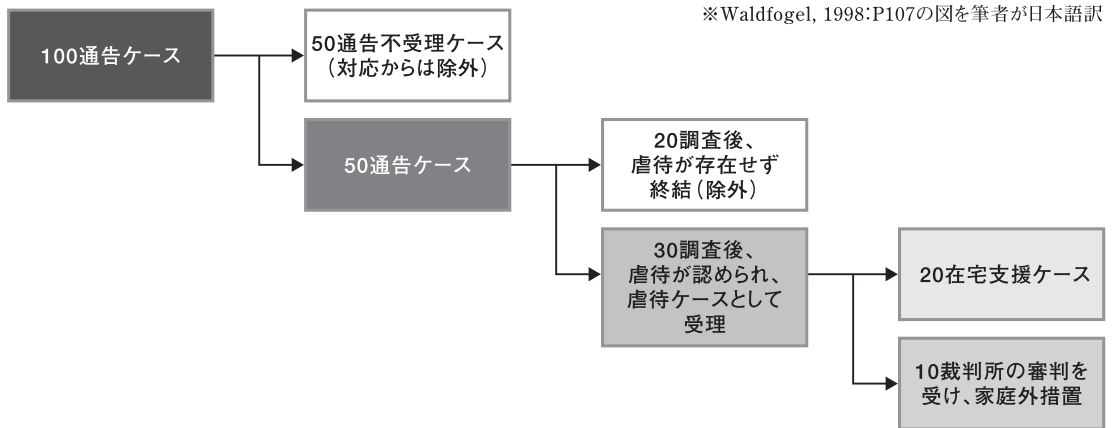 ※Waldfogel, 1998:P107の図を筆者が日本語訳
100通告ケース
50通告不受理ケース
（対応からは除外）
50通告ケース
20調査後、
虐待が存在せず
終結（除外）
30調査後、
虐待が認められ、
虐待ケースとして
受理
20在宅支援ケース
10裁判所の審判を
受け、家庭外措置